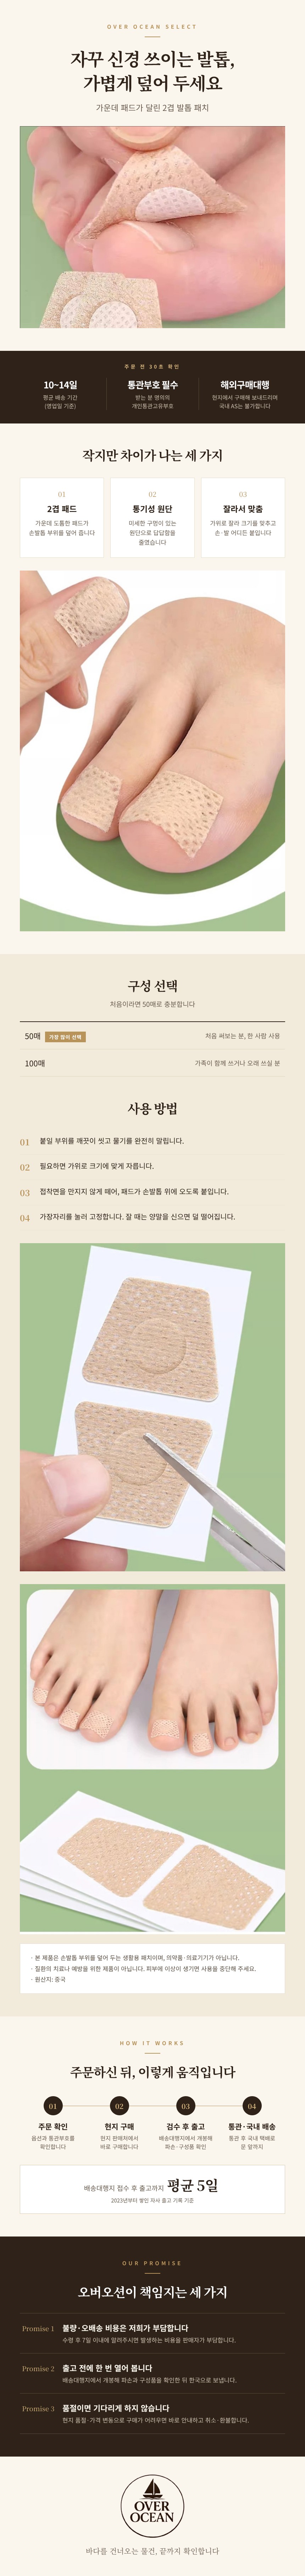 OVER OCEAN SELECT
자꾸 신경 쓰이는 발톱,
가볍게 덮어 두세요
가운데 패드가 달린 2겹 발톱 패치
주문 전 30초 확인
10~14일
평균 배송 기간
(영업일 기준)
통관부호 필수
받는 분 명의의
개인통관고유부호
해외구매대행
현지에서 구매해 보내드리며
국내 AS는 불가합니다
작지만 차이가 나는 세 가지
01
2겹 패드
가운데 도톰한 패드가
손발톱 부위를 덮어 줍니다
02
통기성 원단
미세한 구멍이 있는
원단으로 답답함을
줄였습니다
03
잘라서 맞춤
가위로 잘라 크기를 맞추고
손·발 어디든 붙입니다
구성 선택
처음이라면 50매로 충분합니다
50매 가장 많이 선택 처음 써보는 분, 한 사람 사용
100매 가족이 함께 쓰거나 오래 쓰실 분
사용 방법
01 붙일 부위를 깨끗이 씻고 물기를 완전히 말립니다.
02 필요하면 가위로 크기에 맞게 자릅니다.
03 접착면을 만지지 않게 떼어, 패드가 손발톱 위에 오도록 붙입니다.
04 가장자리를 눌러 고정합니다. 잘 때는 양말을 신으면 덜 떨어집니다.
· 본 제품은 손발톱 부위를 덮어 두는 생활용 패치이며, 의약품·의료기기가 아닙니다.
· 질환의 치료나 예방을 위한 제품이 아닙니다. 피부에 이상이 생기면 사용을 중단해 주세요.
· 원산지: 중국
HOW IT WORKS
주문하신 뒤, 이렇게 움직입니다
01
주문 확인
옵션과 통관부호를
확인합니다
02
현지 구매
현지 판매처에서
바로 구매합니다
03
검수 후 출고
배송대행지에서 개봉해
파손·구성품 확인
04
통관·국내 배송
통관 후 국내 택배로
문 앞까지
배송대행지 접수 후 출고까지 평균 5일
2023년부터 쌓인 자사 출고 기록 기준
OUR PROMISE
오버오션이 책임지는 세 가지
Promise 1 불량·오배송 비용은 저희가 부담합니다
수령 후 7일 이내에 알려주시면 발생하는 비용을 판매자가 부담합니다.
Promise 2 출고 전에 한 번 열어 봅니다
배송대행지에서 개봉해 파손과 구성품을 확인한 뒤 한국으로 보냅니다.
Promise 3 품절이면 기다리게 하지 않습니다
현지 품절·가격 변동으로 구매가 어려우면 바로 안내하고 취소·환불합니다.
OVER
OCEAN
바다를 건너오는 물건, 끝까지 확인합니다